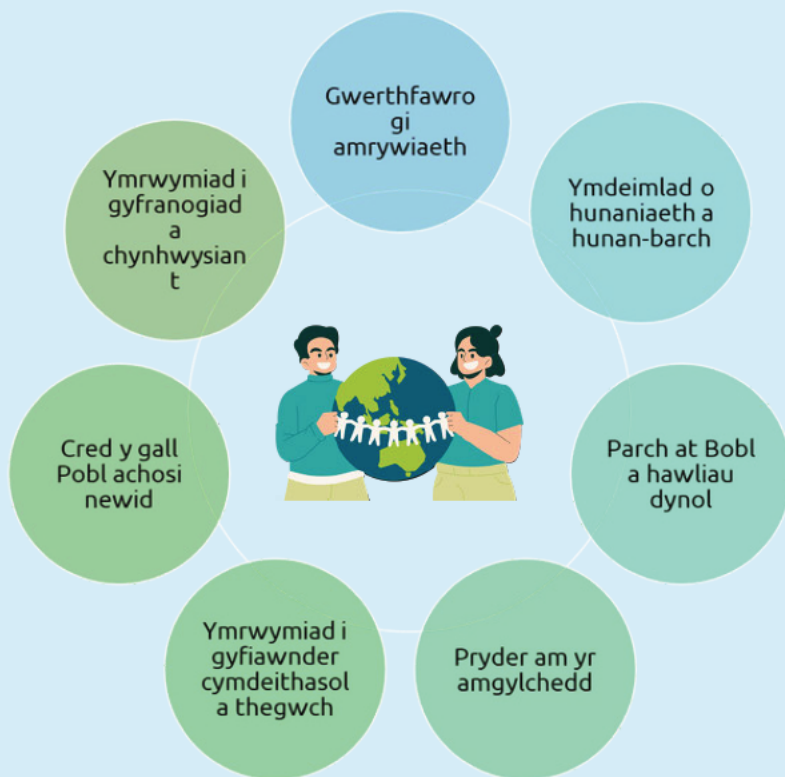 Gwerthfawro
gi
amrywiaeth
Ymdeimlad o
hunaniaeth a
hunan-barch
Parch at Bobl
a hawliau
dynol
Pryder am yr
amgylchedd
Ymrwymiad i
gyfiawnder
cymdeithasol
a thegwch
Cred y gall
Pobl achosi
newid
Ymrwymiad i
gyfranogiad
a
chynhwysian
t